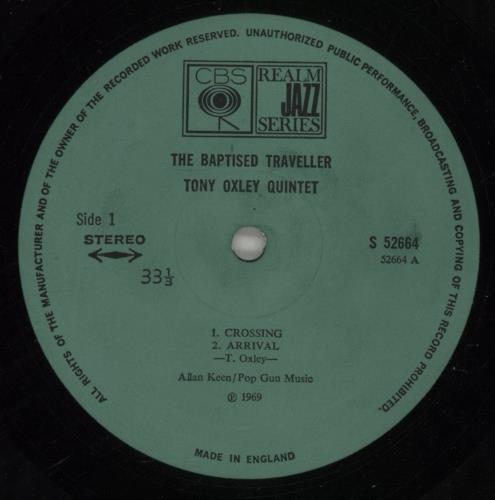 ALL RIGHTS OF THE MANUFACTURER AND OF THE OWNER OF THE RECORDED WORK RESERVED. UNAUTHORIZED PUBLIC PERFORMANCE, BROADCASTING AND COPYING OF THIS RECORD PROHIBITED.
CBS
REALM
JAZZ
SERIES
THE BAPTISED TRAVELLER
TONY OXLEY QUINTET
Side 1
STEREO
33⅓
S 52664
52664 A
1. CROSSING
2. ARRIVAL
—T. Oxley—
Allan Keen/Pop Gun Music
℗ 1969
MADE IN ENGLAND